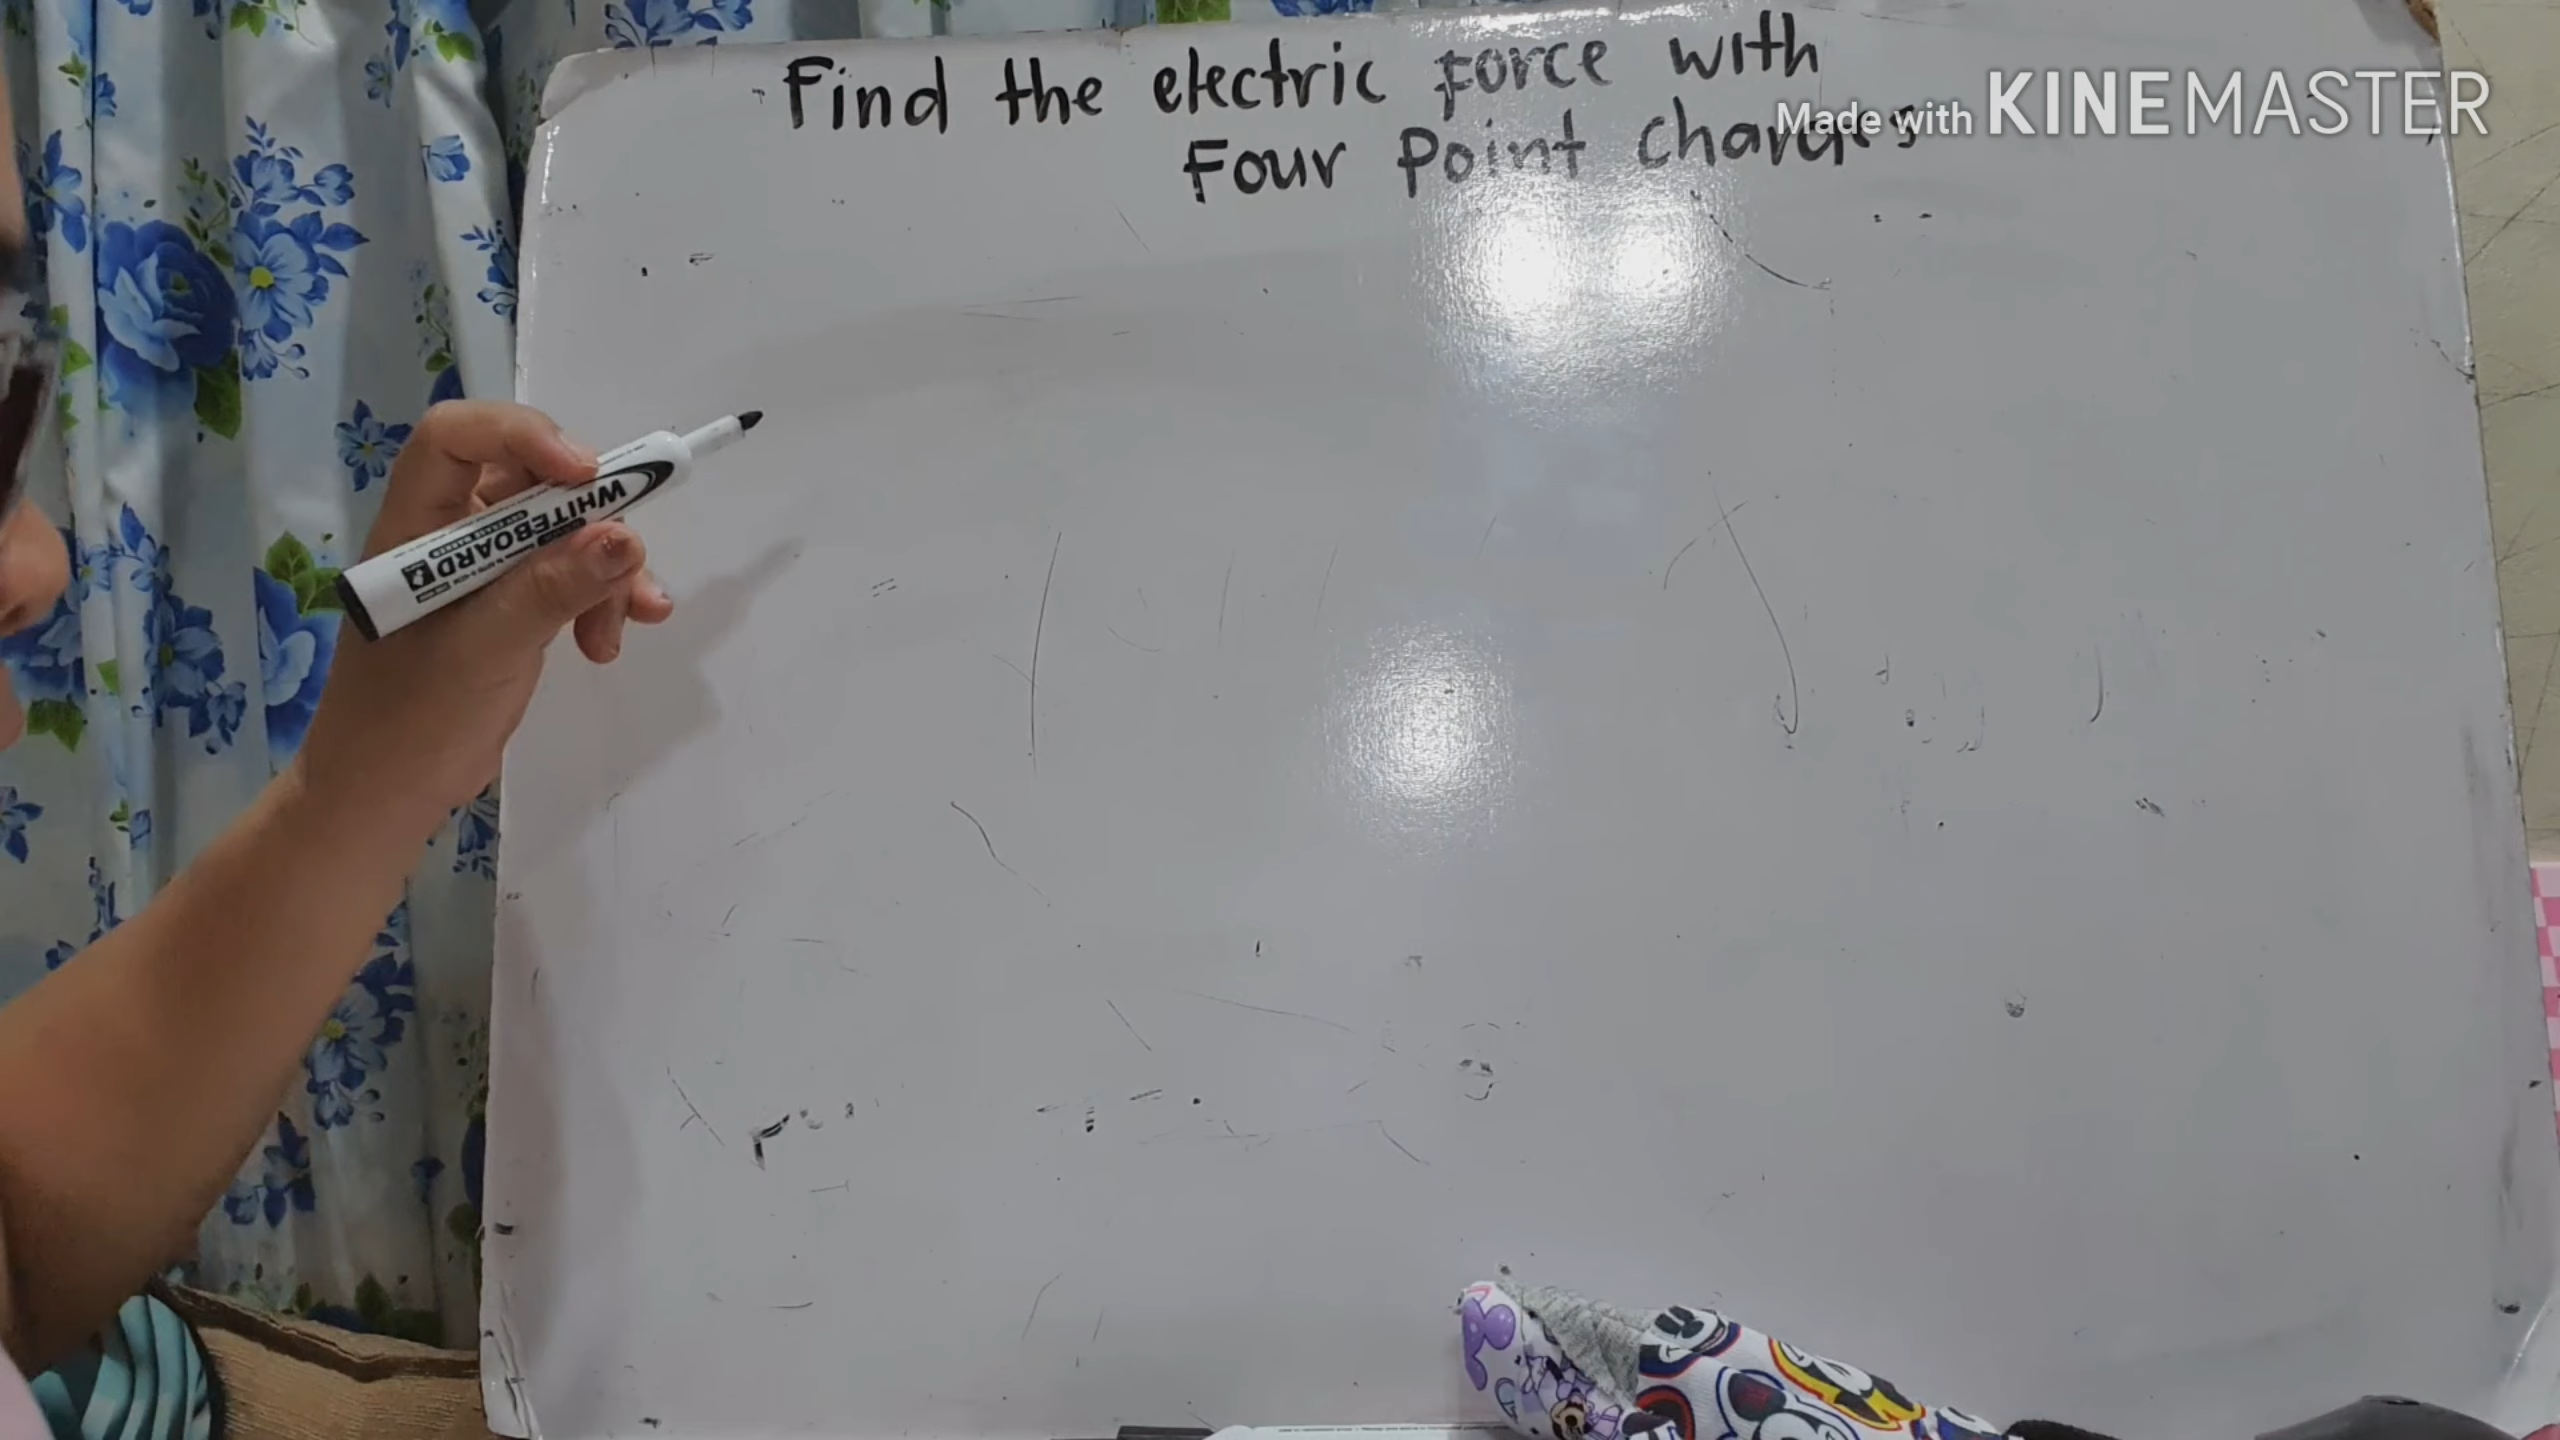 Find the electric force with
Four Point charges
Made with KINEMASTER
WHITEBOARD